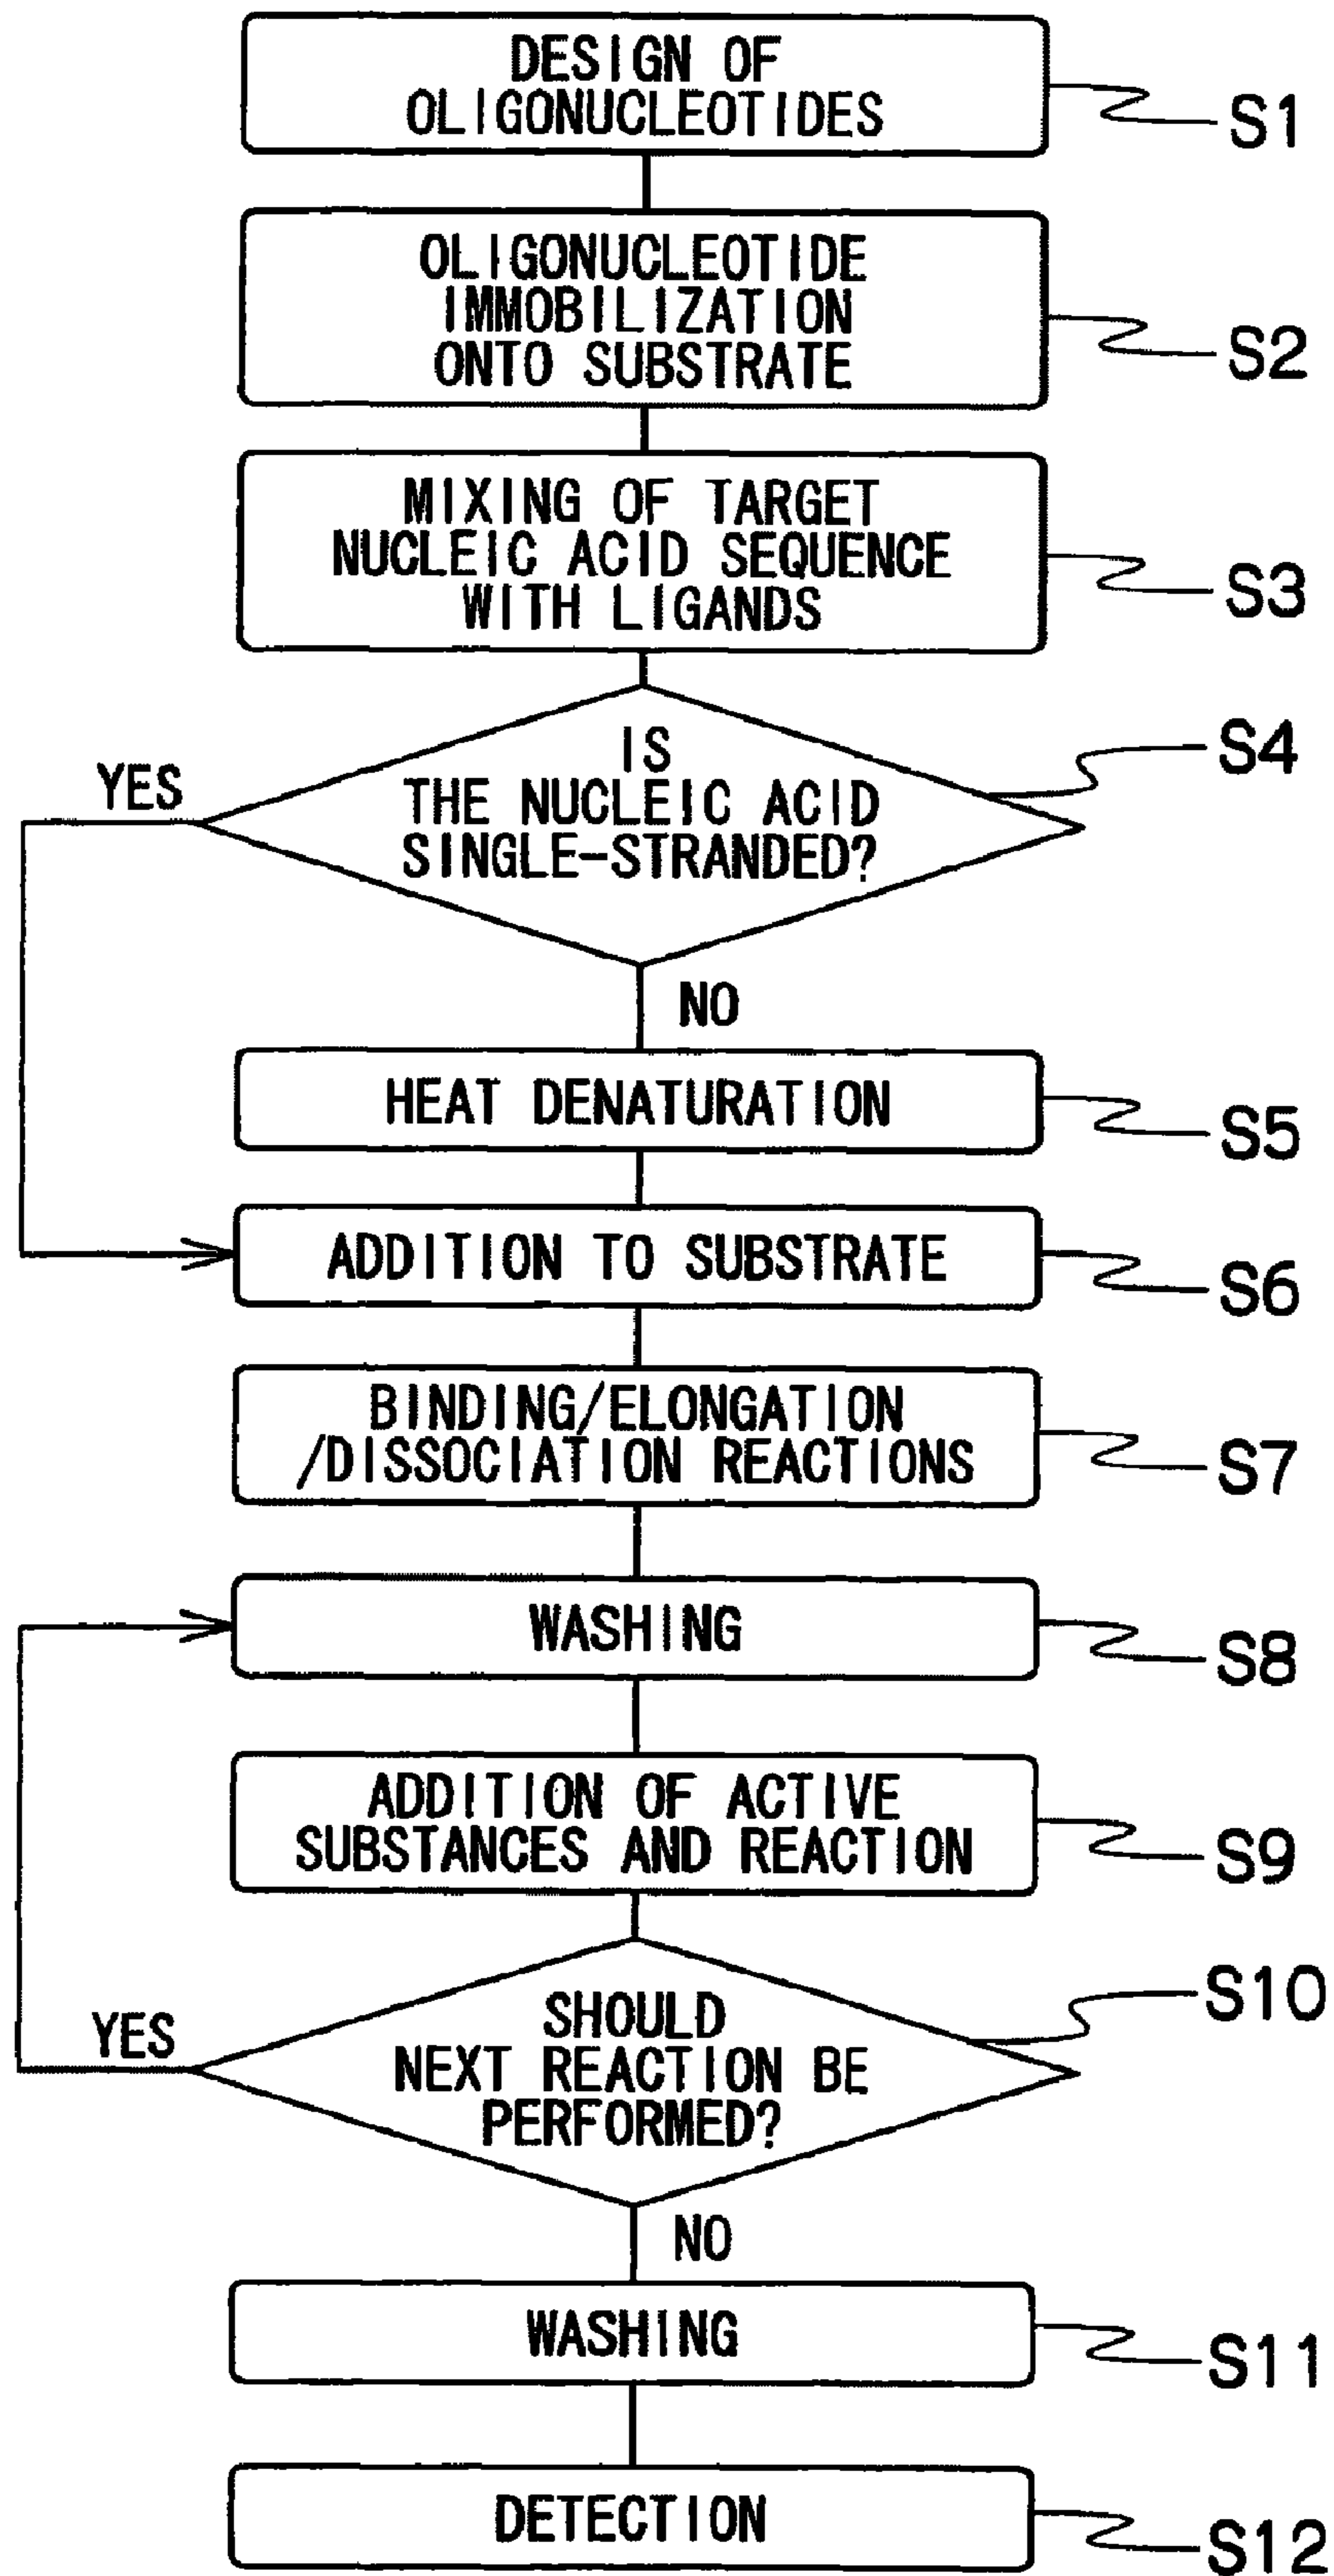 DESIGN OF
OLIGONUCLEOTIDES
S1
OLIGONUCLEOTIDE
IMMOBILIZATION
ONTO SUBSTRATE
S2
MIXING OF TARGET
NUCLEIC ACID SEQUENCE
WITH LIGANDS
S3
IS
THE NUCLEIC ACID
SINGLE-STRANDED?
S4
YES
NO
HEAT DENATURATION
S5
ADDITION TO SUBSTRATE
S6
BINDING/ELONGATION
/DISSOCIATION REACTIONS
S7
WASHING
S8
ADDITION OF ACTIVE
SUBSTANCES AND REACTION
S9
SHOULD
NEXT REACTION BE
PERFORMED?
S10
YES
NO
WASHING
S11
DETECTION
S12